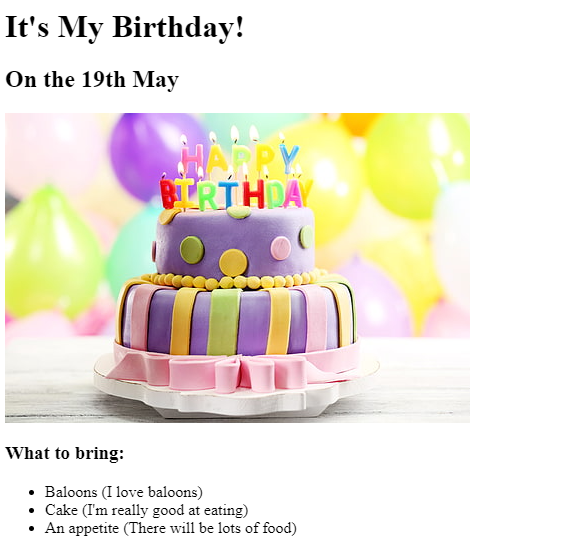 It's My Birthday!
On the 19th May
HAPPY
BIRTHDAY
What to bring:
Baloons (I love baloons)
Cake (I'm really good at eating)
An appetite (There will be lots of food)